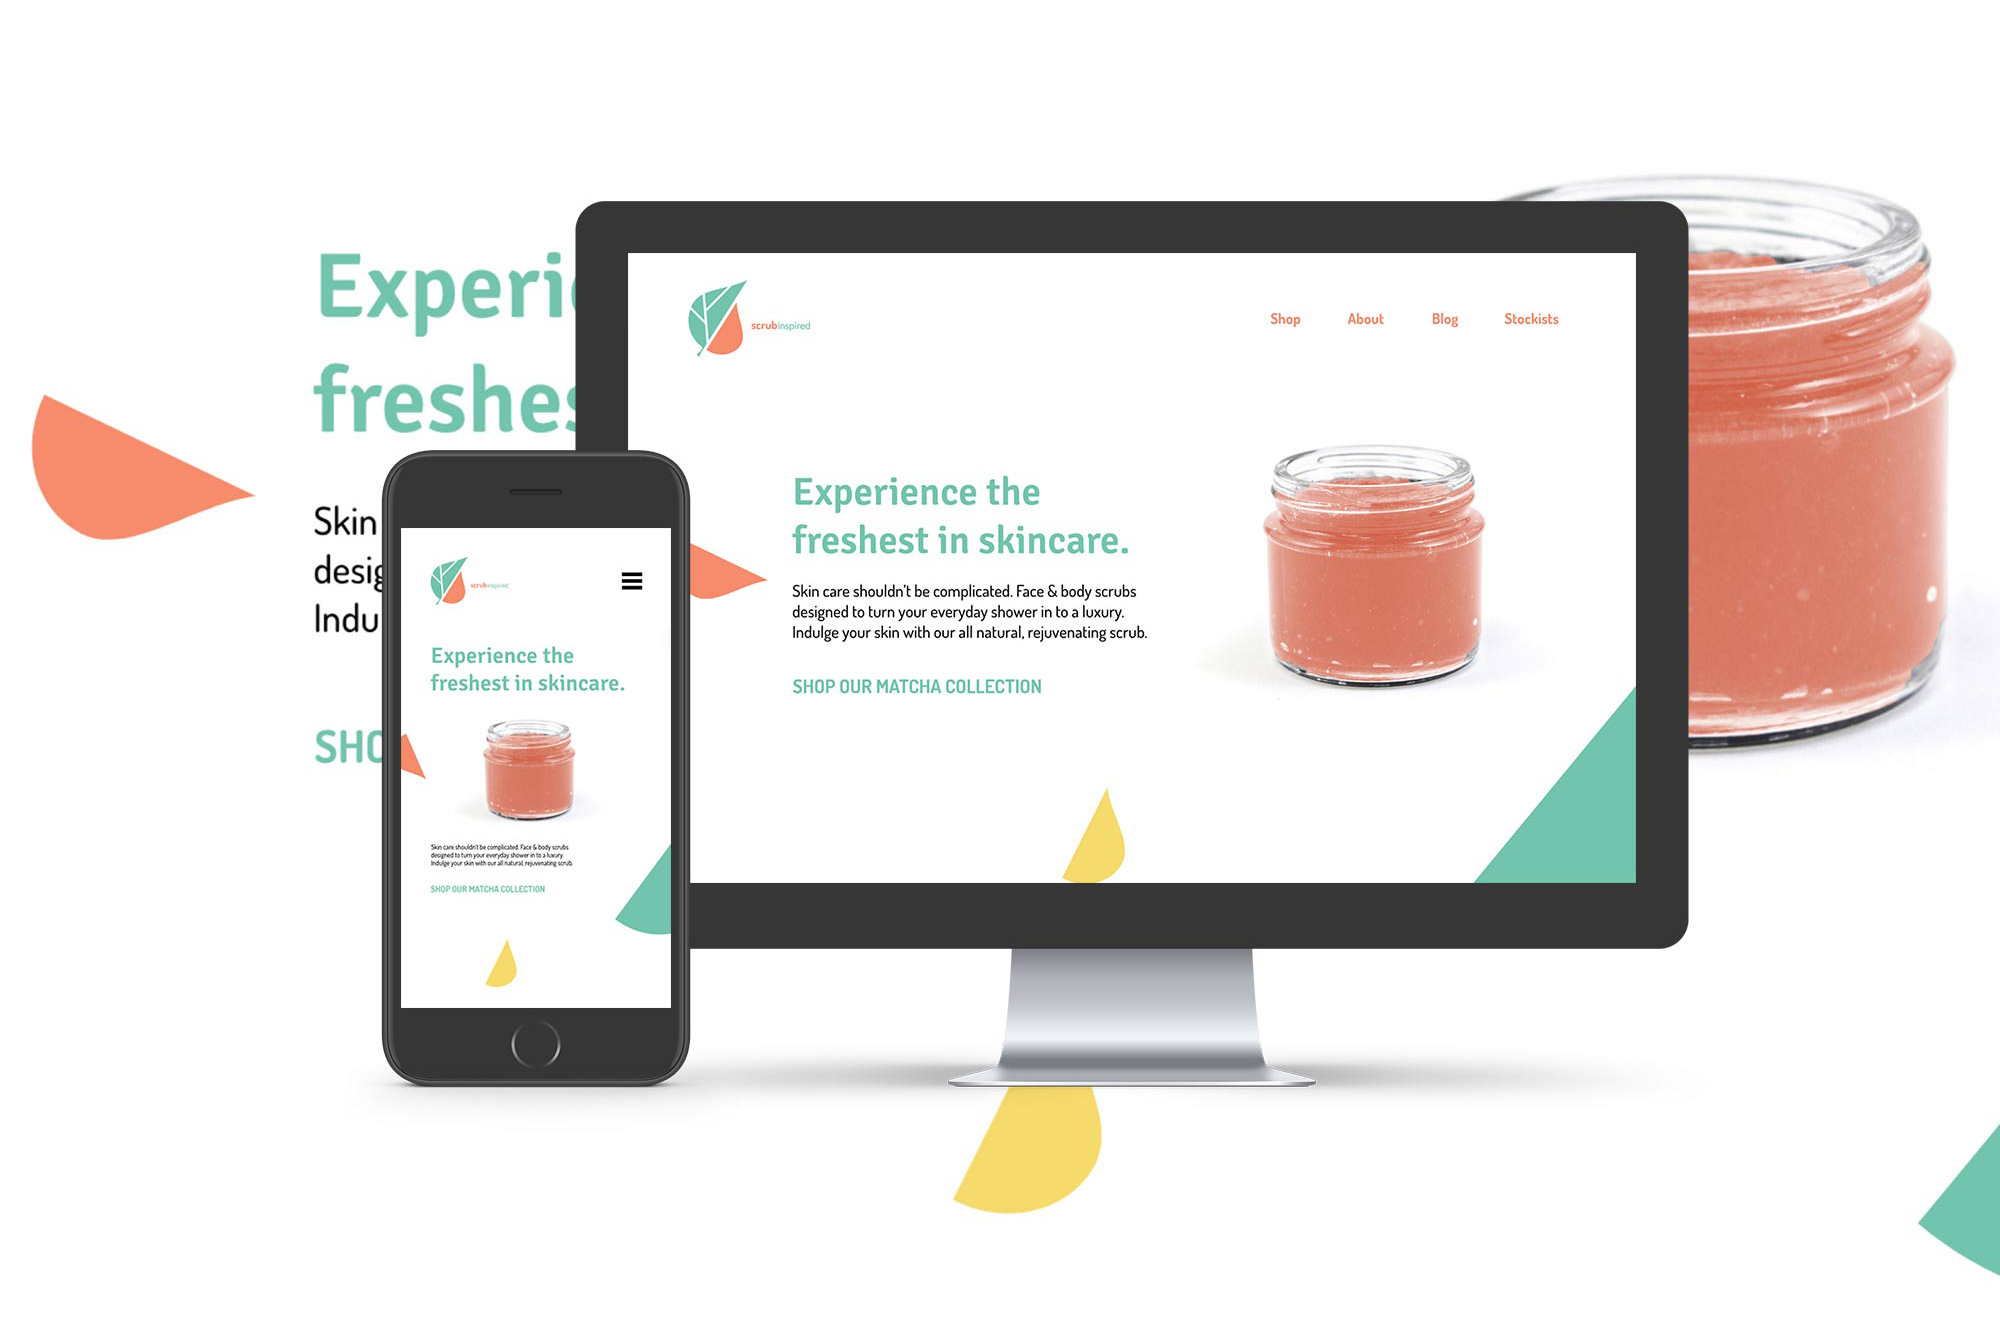 Experie
freshes
Skin
desig
Indu
SHO
scrubinspired
Shop About Blog Stockists
Experience the
freshest in skincare.
Skin care shouldn't be complicated. Face & body scrubs
designed to turn your everyday shower in to a luxury.
Indulge your skin with our all natural, rejuvenating scrub.
SHOP OUR MATCHA COLLECTION
scrubinspired
Experience the
freshest in skincare.
Skin care shouldn't be complicated. Face & body scrubs
designed to turn your everyday shower in to a luxury.
Indulge your skin with our all natural, rejuvenating scrub.
SHOP OUR MATCHA COLLECTION